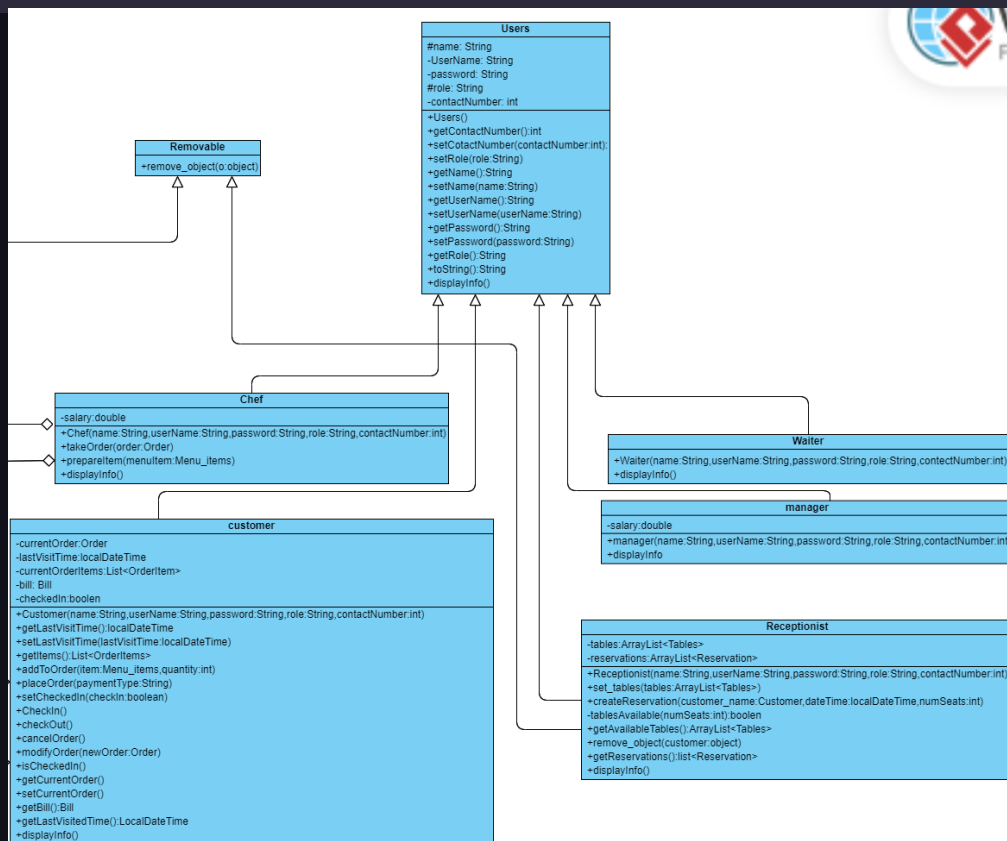 Users
#name: String
-UserName: String
-password: String
#role: String
-contactNumber: int
+Users()
+getContactNumber():int
+setCotactNumber(contactNumber:int):
+setRole(role:String)
+getName():String
+setName(name:String)
+getUserName():String
+setUserName(userName:String)
+getPassword():String
+setPassword(password:String)
+getRole():String
+toString():String
+displayInfo()
Removable
+remove_object(o:object)
Chef
-salary:double
+Chef(name:String,userName:String,password:String,role:String,contactNumber:int)
+takeOrder(order:Order)
+prepareItem(menuItem:Menu_items)
+displayInfo()
Waiter
+Waiter(name:String,userName:String,password:String,role:String,contectNumber:int)
+displayInfo()
manager
-salary:double
+manager(name:String,userName:String,password:String,role:String,contactNumber:int
+displayInfo
customer
-currentOrder:Order
-lastVisitTime:localDateTime
-currentOrderItems:List<OrderItem>
-bill: Bill
-checkedIn:boolen
+Customer(name:String,userName:String,password:String,role:String,contactNumber:int)
+getLastVisitTime():localDateTime
+setLastVisitTime(lastVisitTime:localDateTime)
+getItems():List<OrderItems>
+addToOrder(item:Menu_items,quantity:int)
+placeOrder(paymentType:String)
+setCheckedIn(checkIn:boolean)
+CheckIn()
+checkOut()
+cancelOrder()
+modifyOrder(newOrder:Order)
+isCheckedIn()
+getCurrentOrder()
+setCurrentOrder()
+getBill():Bill
+getLastVisitedTime():LocalDateTime
+displayInfo()
Receptionist
-tables:ArrayList<Tables>
-reservations:ArrayList<Reservation>
+Receptionist(name:String,userName:String,password:String,role:String,contactNumber:int)
+set_tables(tables:ArrayList<Tables>)
+createReservation(customer_name:Customer,dateTime:localDateTime,numSeats:int)
-tablesAvailable(numSeats:int):boolen
+getAvailableTables():ArrayList<Tables>
+remove_object(customer:object)
+getReservations():list<Reservation>
+displayInfo()